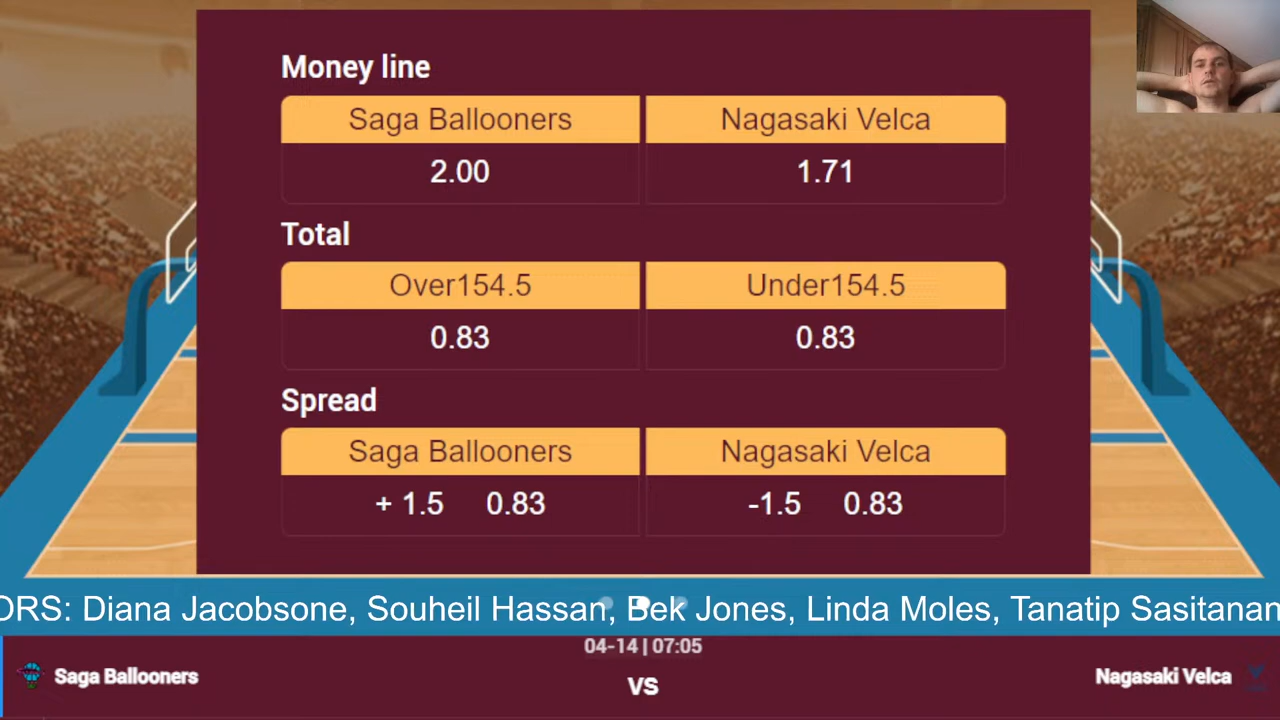 Money line
Saga Ballooners Nagasaki Velca
2.00 1.71
Total
Over154.5 Under154.5
0.83 0.83
Spread
Saga Ballooners Nagasaki Velca
+ 1.5 0.83 -1.5 0.83
ORS: Diana Jacobsone, Souheil Hassan, Bek Jones, Linda Moles, Tanatip Sasitanan
04-14 | 07:05
Saga Ballooners VS Nagasaki Velca